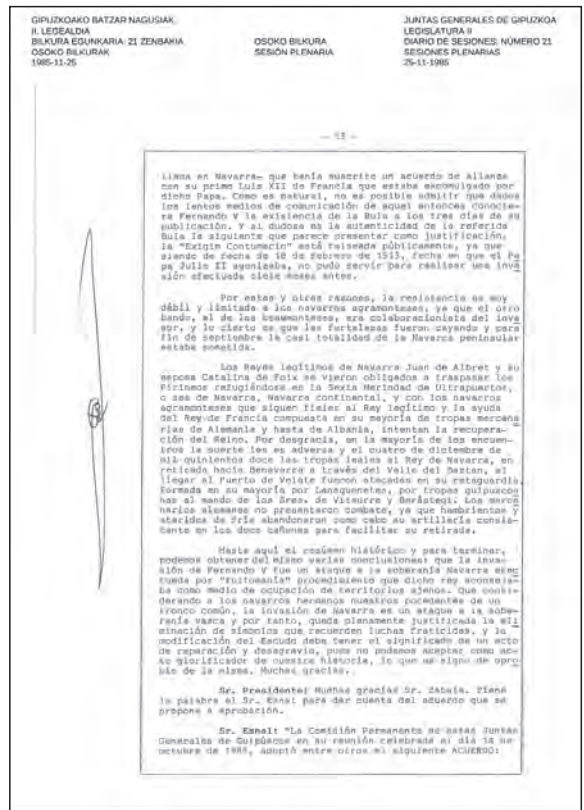 GIPUZKOAKO BATZAR NAGUSIAK
II. LEGEALDIA
BILKURA EGUNKARIA: 21 ZENBAKIA
OSOKO BILKURAK
1985-11-25
OSOKO BILKURA
SESIÓN PLENARIA
JUNTAS GENERALES DE GIPUZKOA
LEGISLATURA II
DIARIO DE SESIONES: NÚMERO 21
SESIONES PLENARIAS
25-11-1985
llana en Navarra- que había suscrito un acuerdo de alianza
con su primo Luis XII de Francia que estaba excomulgado por
dicho Papa. Como es natural, no es posible admitir que dados
los lentos medios de comunicación de aquel entonces conocie-
ra Fernando V la existencia de la Bula a los tres días de su
publicación. Y si dudosa es la autenticidad de la referida
Bula la siguiente que parece presentar como justificación,
la "Exigim Contumacin" está falseada públicamente, ya que
siendo de fecha de 18 de febrero de 1513, fecha en que el Pa
pa Julio II agonizaba, no pudo servir para realizar una inva
sión efectuada siete meses antes.
Por estas y otras razones, la resistencia es muy
débil y limitada a los navarros agramonteses, ya que el otro
bando, el de los beaumonteses, era colaboracionista del inva
sor, y lo cierto es que las fortalezas fueron cayendo y para
fin de septiembre la casi totalidad de la Navarra peninsular
estaba sometida.
Los Reyes legítimos de Navarra Juan de Albret y su
esposa Catalina de Foix se vieron obligados a traspasar los
Pirineos refugiándose en la Sexta Merindad de Ultrapuertos,
o sea de Navarra, Navarra continental, y con los navarros
agramonteses que siguen fieles al Rey legítimo y la ayuda
del Rey de Francia compuesta en su mayoría de tropas mercena
rias de Alemania y hasta de Albania, intentan la recupera-
ción del Reino. Por desgracia, en la mayoría de los encuen-
tros la suerte les es adversa y el cuatro de diciembre de
mil quinientos doce las tropas leales al Rey de Navarra, en
retirada hacia Benavarra a través del Valle del Baztan, al
llegar al Puerto de Velate fueron atacadas en su retaguardia
formada en su mayoría por Lansquenetes, por tropas guipuzcoa
has al mando de los Sres. de y Berástegi. Los merce
narios alemanes no presentaron combate, ya que hambrientos y
ateridos de frío abandonaron como cebo su artillería consis-
tente en los doce cañones para facilitar su retirada.
Hasta aquí el resúmen histórico y para terminar,
podemos obtener del mismo varias conclusiones: que la inva-
sión de Fernando V fue un ataque a la soberanía Navarra efec
tuada por procedimiento que dicho rey aconseja-
ba como medio de ocupación de territorios ajenos. Que consi-
derando a los navarros hermanos nuestros procedentes de un
tronco común, la invasión de Navarra es un ataque a la sobe-
ranía vasca y por tanto, queda plenamente justificada la eli
minación de símbolos que recuerden luchas fraticidas, y la
modificación del Escudo debe tener el significado de un acto
de reparación y desagravio, pues no podemos aceptar como ac-
to glorificador de nuestra historia, lo que es signo de opro
bio de la misma. Muchas gracias.
Sr. Presidente: Muchas gracias Sr. Zabala. Tiene
la palabra el Sr. Esnal para dar cuenta del acuerdo que se
propone a aprobación.
Sr. Esnal: "La Comisión Permanente de estas Juntas
Generales de Guipúzcoa en su reunión celebrada el día 14 de
octubre de 1985, adoptó entre otros el siguiente ACUERDO: